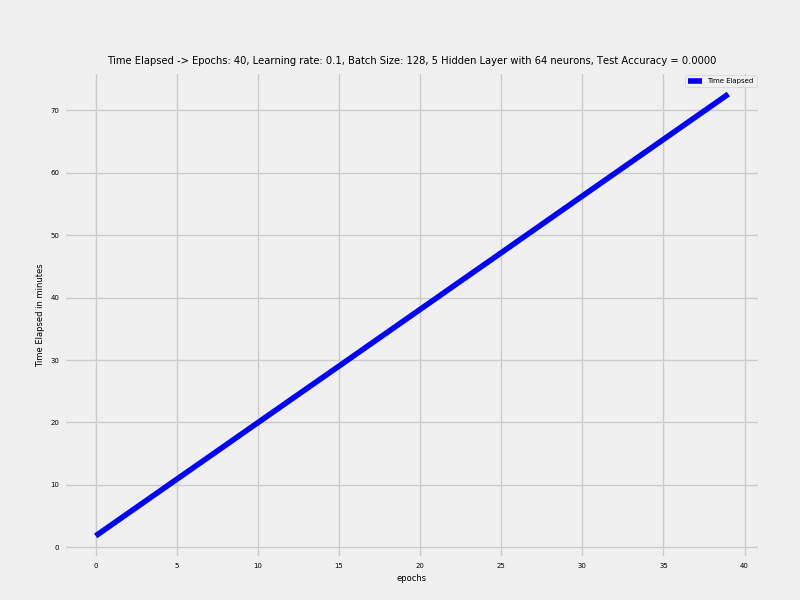 Time Elapsed -> Epochs: 40, Learning rate: 0.1, Batch Size: 128, 5 Hidden Layer with 64 neurons, Test Accuracy = 0.0000
Time Elapsed
70
60
50
40
30
20
10
0
Time Elapsed in minutes
0 5 10 15 20 25 30 35 40
epochs